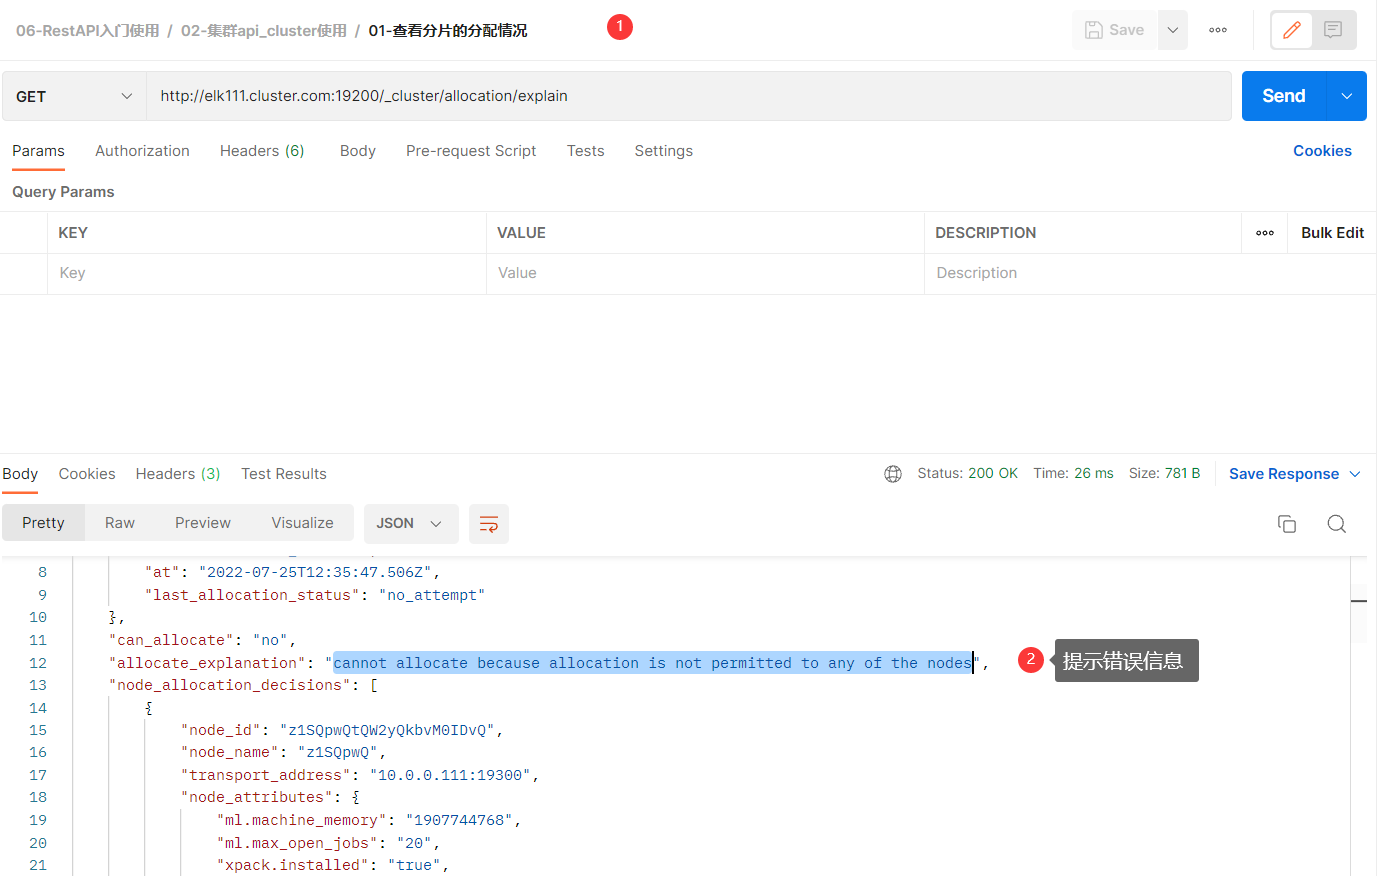 06-RestAPI入门使用 / 02-集群api_cluster使用 / 01-查看分片的分配情况
1
Save
GET
http://elk111.cluster.com:19200/_cluster/allocation/explain
Send
Params Authorization Headers (6) Body Pre-request Script Tests Settings Cookies
Query Params
KEY VALUE DESCRIPTION ooo Bulk Edit
Key Value Description
Body Cookies Headers (3) Test Results Status: 200 OK Time: 26 ms Size: 781 B Save Response
Pretty Raw Preview Visualize JSON
8 "at": "2022-07-25T12:35:47.506Z",
9 "last_allocation_status": "no_attempt"
10 },
11 "can_allocate": "no",
12 "allocate_explanation": "cannot allocate because allocation is not permitted to any of the nodes",
2 提示错误信息
13 "node_allocation_decisions": [
14 {
15 "node_id": "z1SQpwQtQW2yQkbvM0IDvQ",
16 "node_name": "z1SQpwQ",
17 "transport_address": "10.0.0.111:19300",
18 "node_attributes": {
19 "ml.machine_memory": "1907744768",
20 "ml.max_open_jobs": "20",
21 "xpack.installed": "true",